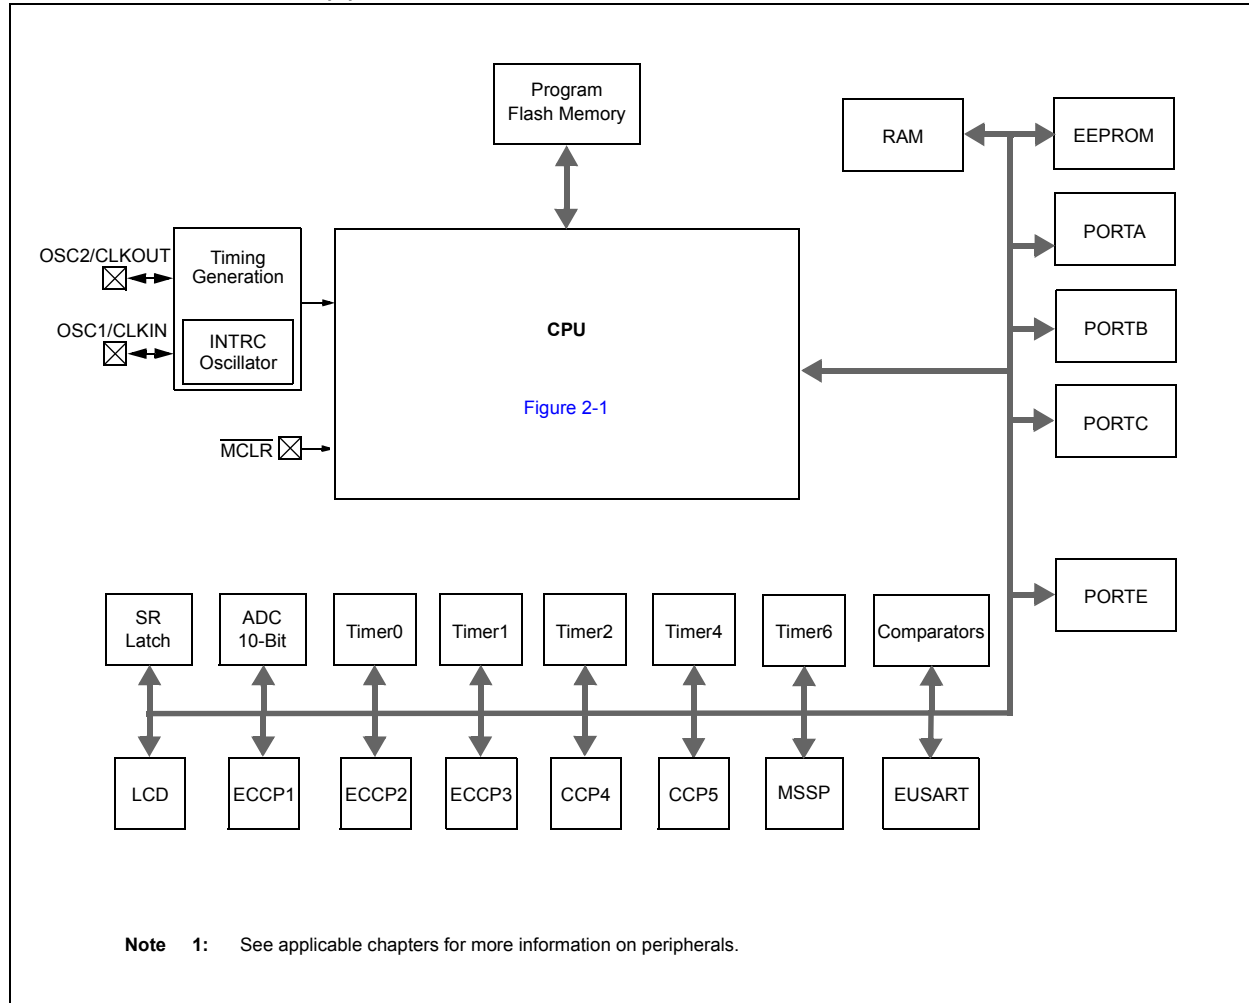 Program
Flash Memory
RAM
EEPROM
PORTA
OSC2/CLKOUT
Timing
Generation
OSC1/CLKIN
INTRC
Oscillator
CPU
PORTB
Figure 2-1
PORTC
MCLR
PORTE
SR
Latch
ADC
10-Bit
Timer0
Timer1
Timer2
Timer4
Timer6
Comparators
LCD
ECCP1
ECCP2
ECCP3
CCP4
CCP5
MSSP
EUSART
Note 1: See applicable chapters for more information on peripherals.